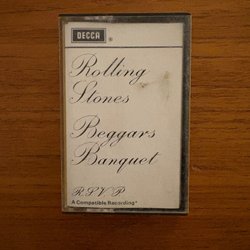 DECCA ®
Rolling
Stones
Beggars
Banquet
R.S.V.P.
A Compatible Recording*